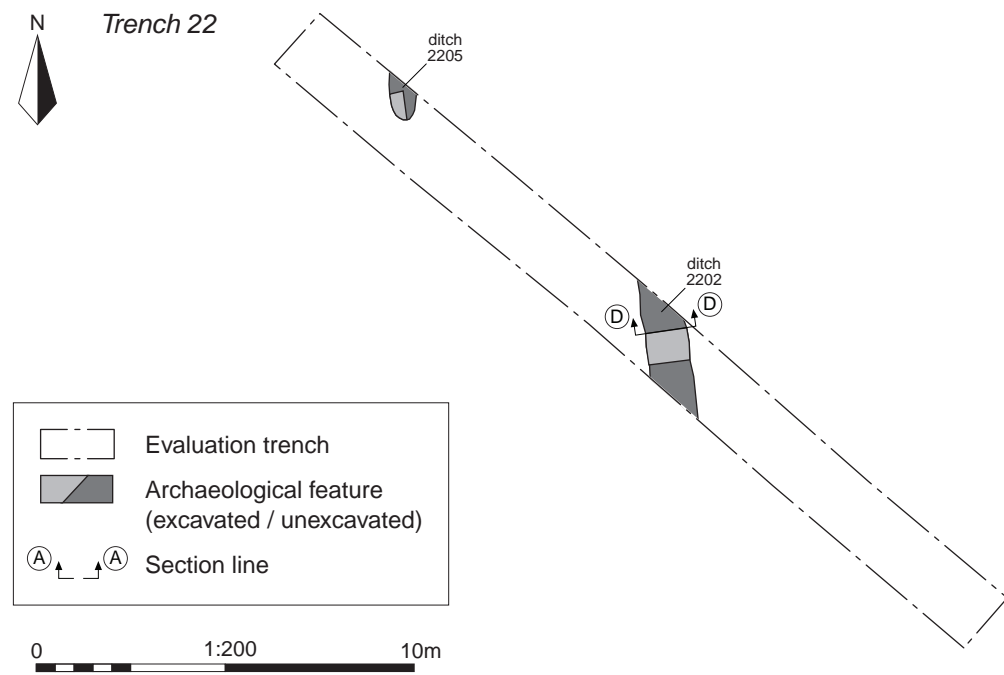 N
Trench 22
ditch
2205
ditch
2202
D
D
Evaluation trench
Archaeological feature
(excavated / unexcavated)
A
A
Section line
0
1:200
10m